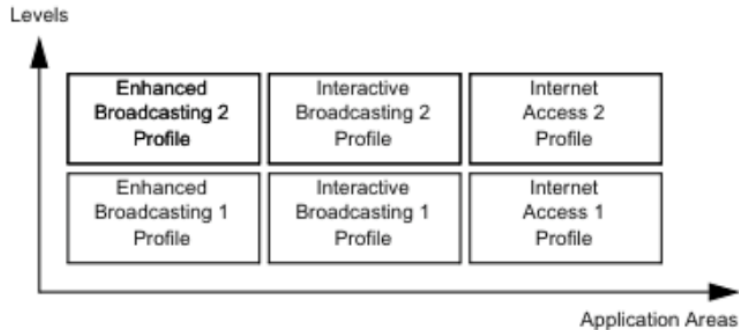 Levels
Enhanced
Broadcasting 2
Profile
Interactive
Broadcasting 2
Profile
Internet
Access 2
Profile
Enhanced
Broadcasting 1
Profile
Interactive
Broadcasting 1
Profile
Internet
Access 1
Profile
Application Areas